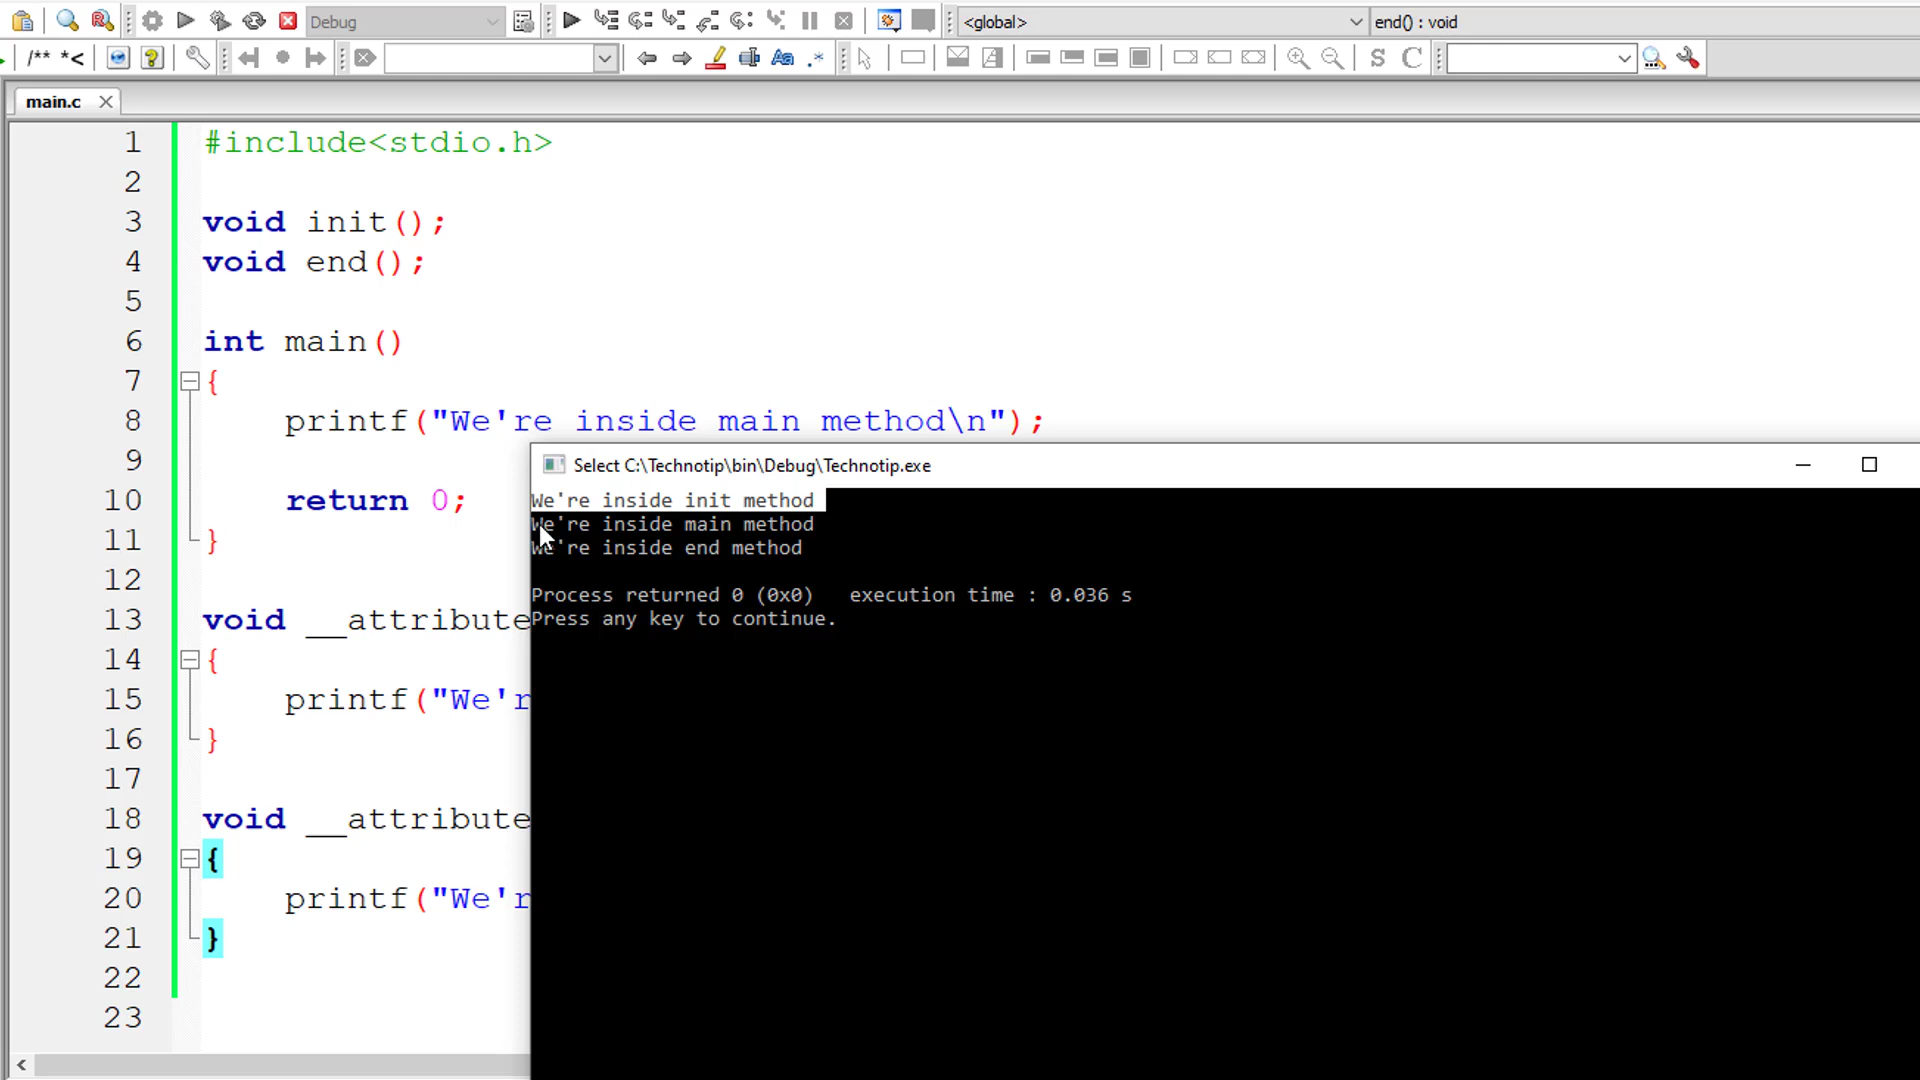 Debug
<global>
end() : void
/** *<
Aa
.*
S
C
main.c
1 #include<stdio.h>
2
3 void init();
4 void end();
5
6 int main()
7 {
8 printf("We're inside main method\n");
9
10 return 0;
11 }
12
13 void __attribute
14 {
15 printf("We'r
16 }
17
18 void __attribute
19 {
20 printf("We'r
21 }
22
23
Select C:\Technotip\bin\Debug\Technotip.exe
We're inside init method
We're inside main method
We're inside end method
Process returned 0 (0x0) execution time : 0.036 s
Press any key to continue.